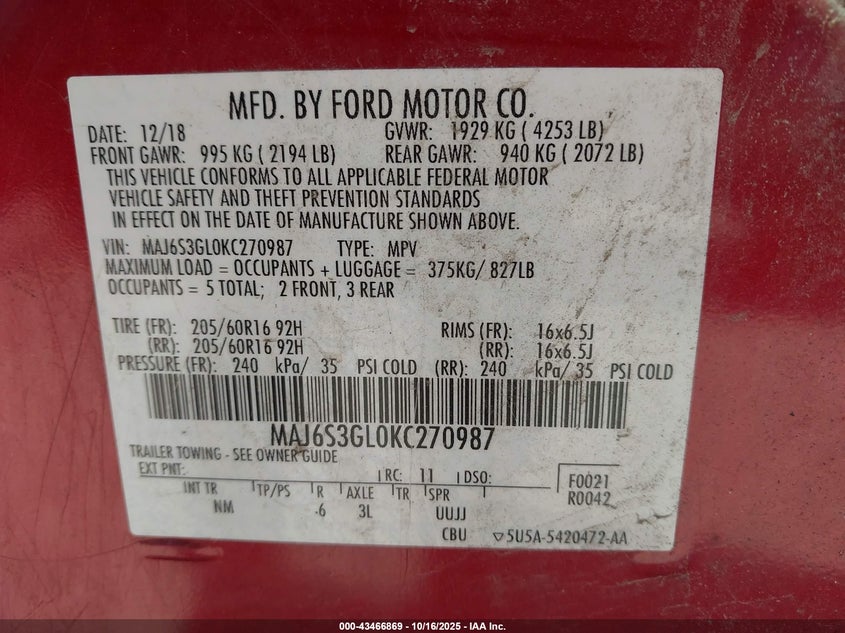 MFD. BY FORD MOTOR CO.
DATE: 12/18 GVWR: 1929 KG ( 4253 LB)
FRONT GAWR: 995 KG ( 2194 LB) REAR GAWR: 940 KG ( 2072 LB)
THIS VEHICLE CONFORMS TO ALL APPLICABLE FEDERAL MOTOR
VEHICLE SAFETY AND THEFT PREVENTION STANDARDS
IN EFFECT ON THE DATE OF MANUFACTURE SHOWN ABOVE.
VIN: MAJ6S3GL0KC270987 TYPE: MPV
MAXIMUM LOAD = OCCUPANTS + LUGGAGE = 375KG/ 827LB
OCCUPANTS = 5 TOTAL; 2 FRONT, 3 REAR
TIRE (FR): 205/60R16 92H RIMS (FR): 16x6.5J
(RR): 205/60R16 92H (RR): 16x6.5J
PRESSURE (FR): 240 kPa/ 35 PSI COLD (RR): 240 kPa/ 35 PSI COLD
MAJ6S3GL0KC270987
TRAILER TOWING - SEE OWNER GUIDE
EXT PNT: RC: 11 DSO: F0021
R0042
INT TR TP/PS R AXLE TR SPR
NM 6 3L UUJJ
CBU ▽5U5A-5420472-AA
000-43466869 - 10/16/2025 - IAA Inc.